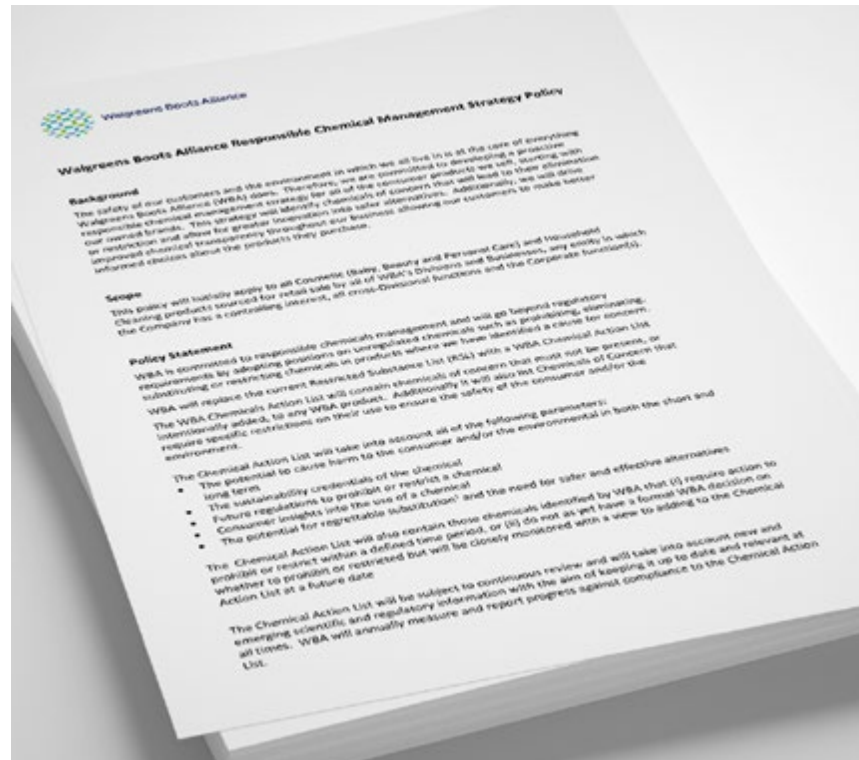 Walgreens Boots Alliance
Walgreens Boots Alliance Responsible Chemical Management Strategy Policy
Background
The safety of our customers and the environment in which we all live in is at the core of everything
Walgreens Boots Alliance (WBA) does. Therefore, we are committed to developing a proactive
responsible chemical management strategy for all of the consumer products we sell, starting with
our owned brands. This strategy will identify chemicals of concern that will lead to their elimination
or restriction and allow for greater innovation into safer alternatives. Additionally, we will drive
improved chemical transparency throughout our business allowing our customers to make better
informed choices about the products they purchase.
Scope
This policy will initially apply to all Cosmetic (Baby, Beauty and Personal Care) and Household
Cleaning products sourced for retail sale by all of WBA's Divisions and Businesses, any entity in which
the Company has a controlling interest, all cross-Divisional functions and the Corporate function(s).
Policy Statement
WBA is committed to responsible chemicals management and will go beyond regulatory
requirements by adopting positions on unregulated chemicals such as prohibiting, eliminating,
substituting or restricting chemicals in products where we have identified a cause for concern.
WBA will replace the current Restricted Substance List (RSL) with a WBA Chemical Action List
The WBA Chemicals Action List will contain chemicals of concern that must not be present, or
intentionally added, to any WBA product. Additionally it will also list Chemicals of Concern that
require specific restrictions on their use to ensure the safety of the consumer and/or the
environment.
The Chemical Action List will take into account all of the following parameters:
• The potential to cause harm to the consumer and/or the environmental in both the short and
long term
• The sustainability credentials of the chemical
• Future regulations to prohibit or restrict a chemical
• Consumer insights into the use of a chemical
• The potential for regrettable substitution¹ and the need for safer and effective alternatives
The Chemical Action List will also contain those chemicals identified by WBA that (i) require action to
prohibit or restrict within a defined time period, or (ii) do not as yet have a formal WBA decision on
whether to prohibit or restricted but will be closely monitored with a view to adding to the Chemical
Action List at a future date
The Chemical Action List will be subject to continuous review and will take into account new and
emerging scientific and regulatory information with the aim of keeping it up to date and relevant at
all times. WBA will annually measure and report progress against compliance to the Chemical Action
List.